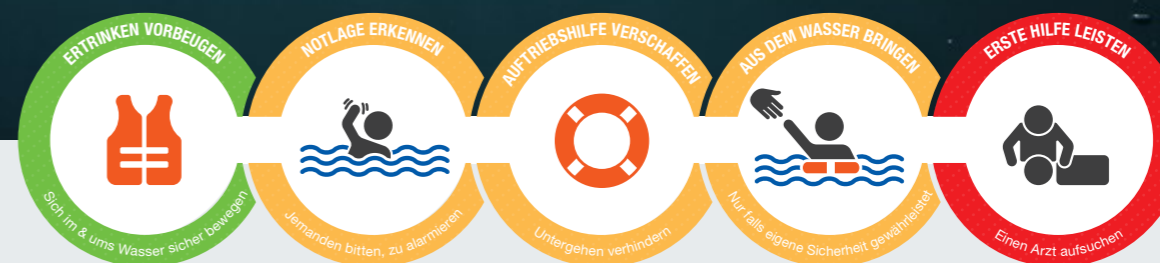 ERTRINKEN VORBEUGEN
Sich im & ums Wasser sicher bewegen
NOTLAGE ERKENNEN
Jemanden bitten, zu alarmieren
AUFTRIEBSHILFE VERSCHAFFEN
Untergehen verhindern
AUS DEM WASSER BRINGEN
Nur falls eigene Sicherheit gewährleistet
ERSTE HILFE LEISTEN
Einen Arzt aufsuchen